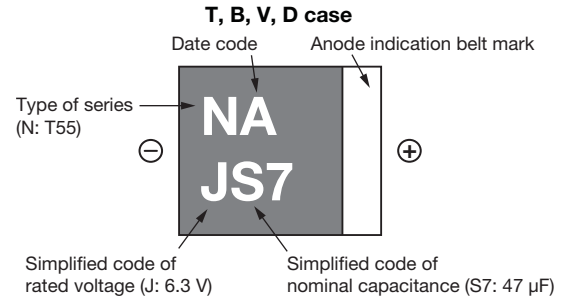 T, B, V, D case
Date code
Anode indication belt mark
Type of series
(N: T55)
NA
JS7
⊖
⊕
Simplified code of
rated voltage (J: 6.3 V)
Simplified code of
nominal capacitance (S7: 47 μF)